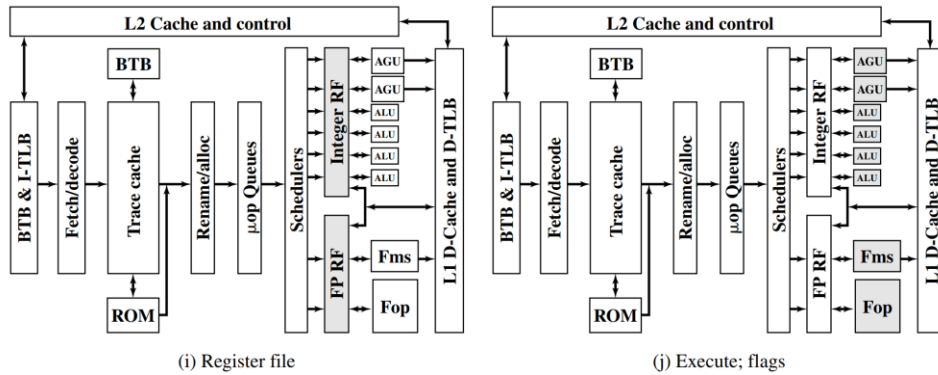 L2 Cache and control
BTB
BTB & I-TLB
Fetch/decode
Trace cache
ROM
Rename/alloc
µop Queues
Schedulers
Integer RF
FP RF
AGU
AGU
ALU
ALU
ALU
ALU
Fms
Fop
L1 D-Cache and D-TLB
(i) Register file
L2 Cache and control
BTB
BTB & I-TLB
Fetch/decode
Trace cache
ROM
Rename/alloc
µop Queues
Schedulers
Integer RF
FP RF
AGU
AGU
ALU
ALU
ALU
ALU
Fms
Fop
L1 D-Cache and D-TLB
(j) Execute; flags